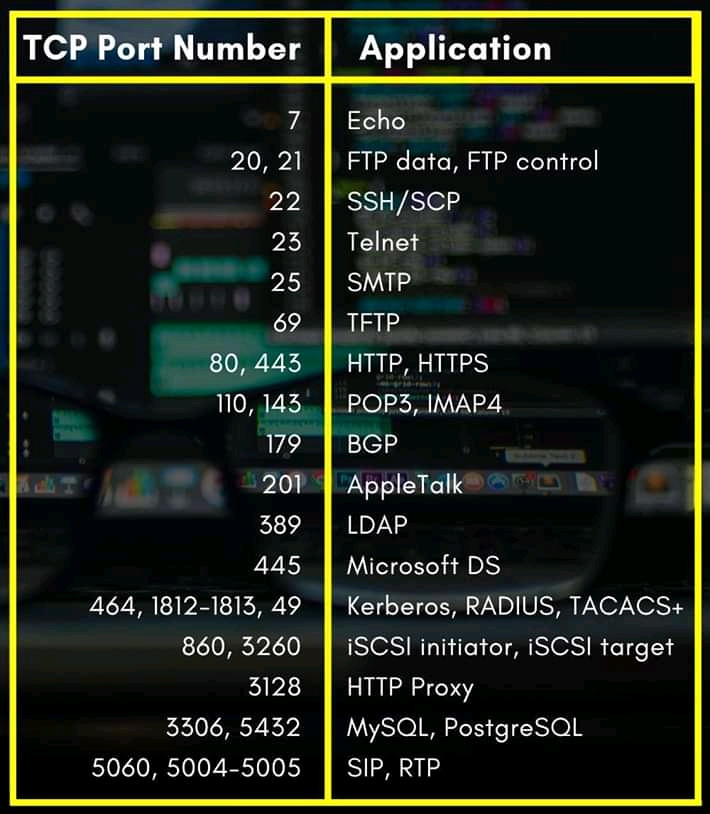 TCP Port Number Application
7 Echo
20, 21 FTP data, FTP control
22 SSH/SCP
23 Telnet
25 SMTP
69 TFTP
80, 443 HTTP, HTTPS
110, 143 POP3, IMAP4
179 BGP
201 AppleTalk
389 LDAP
445 Microsoft DS
464, 1812-1813, 49 Kerberos, RADIUS, TACACS+
860, 3260 iSCSI initiator, iSCSI target
3128 HTTP Proxy
3306, 5432 MySQL, PostgreSQL
5060, 5004-5005 SIP, RTP